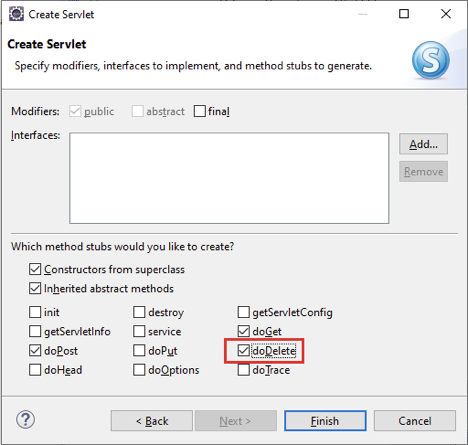 Create Servlet
Create Servlet
Specify modifiers, interfaces to implement, and method stubs to generate.
S
Modifiers: public abstract final
Interfaces:
Add...
Remove
Which method stubs would you like to create?
Constructors from superclass
Inherited abstract methods
init destroy getServletConfig
getServletInfo service doGet
doPost doPut doDelete
doHead doOptions doTrace
? < Back Next > Finish Cancel